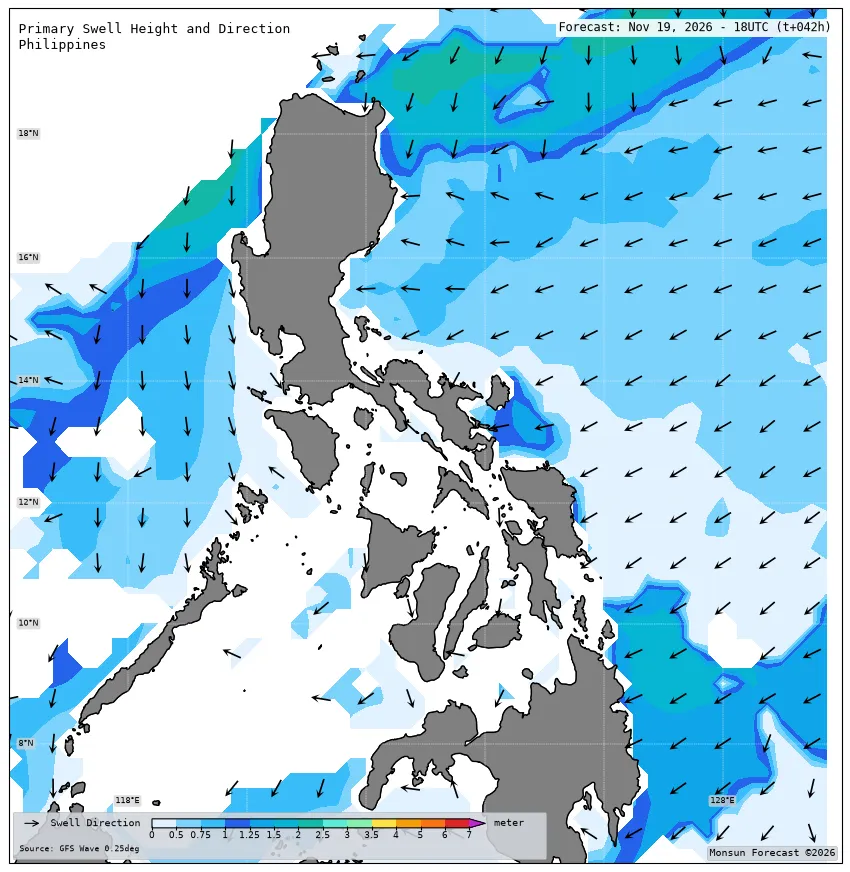 Primary Swell Height and Direction
Philippines
Forecast: Nov 19, 2026 - 18UTC (t+042h)
18°N
16°N
14°N
12°N
10°N
8°N
118°E
128°E
Swell Direction
0 0.5 0.75 1 1.25 1.5 2 2.5 3 3.5 4 5 6 7
meter
Source: GFS Wave 0.25deg
Monsun Forecast ©2026